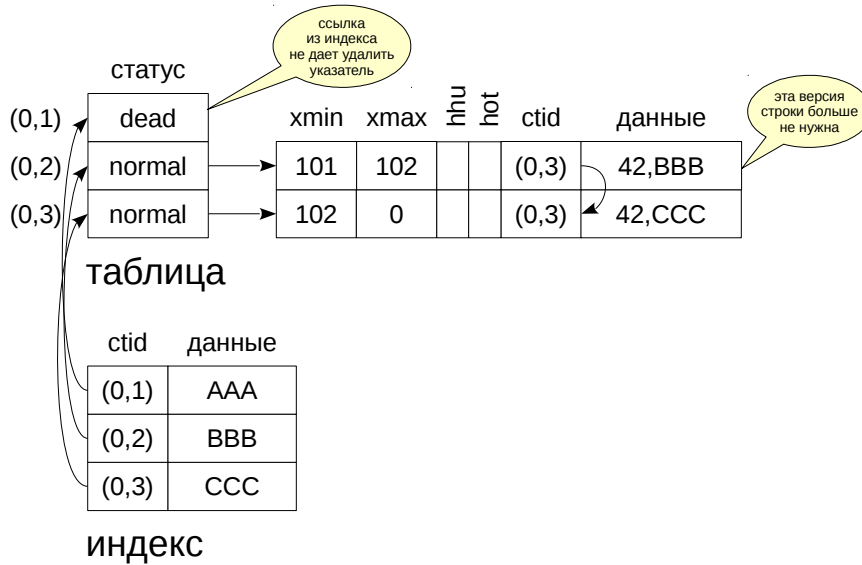 ссылка
из индекса
не дает удалить
указатель
статус
(0,1) dead
xmin xmax hhu hot ctid данные
эта версия
строки больше
не нужна
(0,2) normal 101 102 (0,3) 42,BBB
(0,3) normal 102 0 (0,3) 42,CCC
таблица
ctid данные
(0,1) AAA
(0,2) BBB
(0,3) CCC
индекс